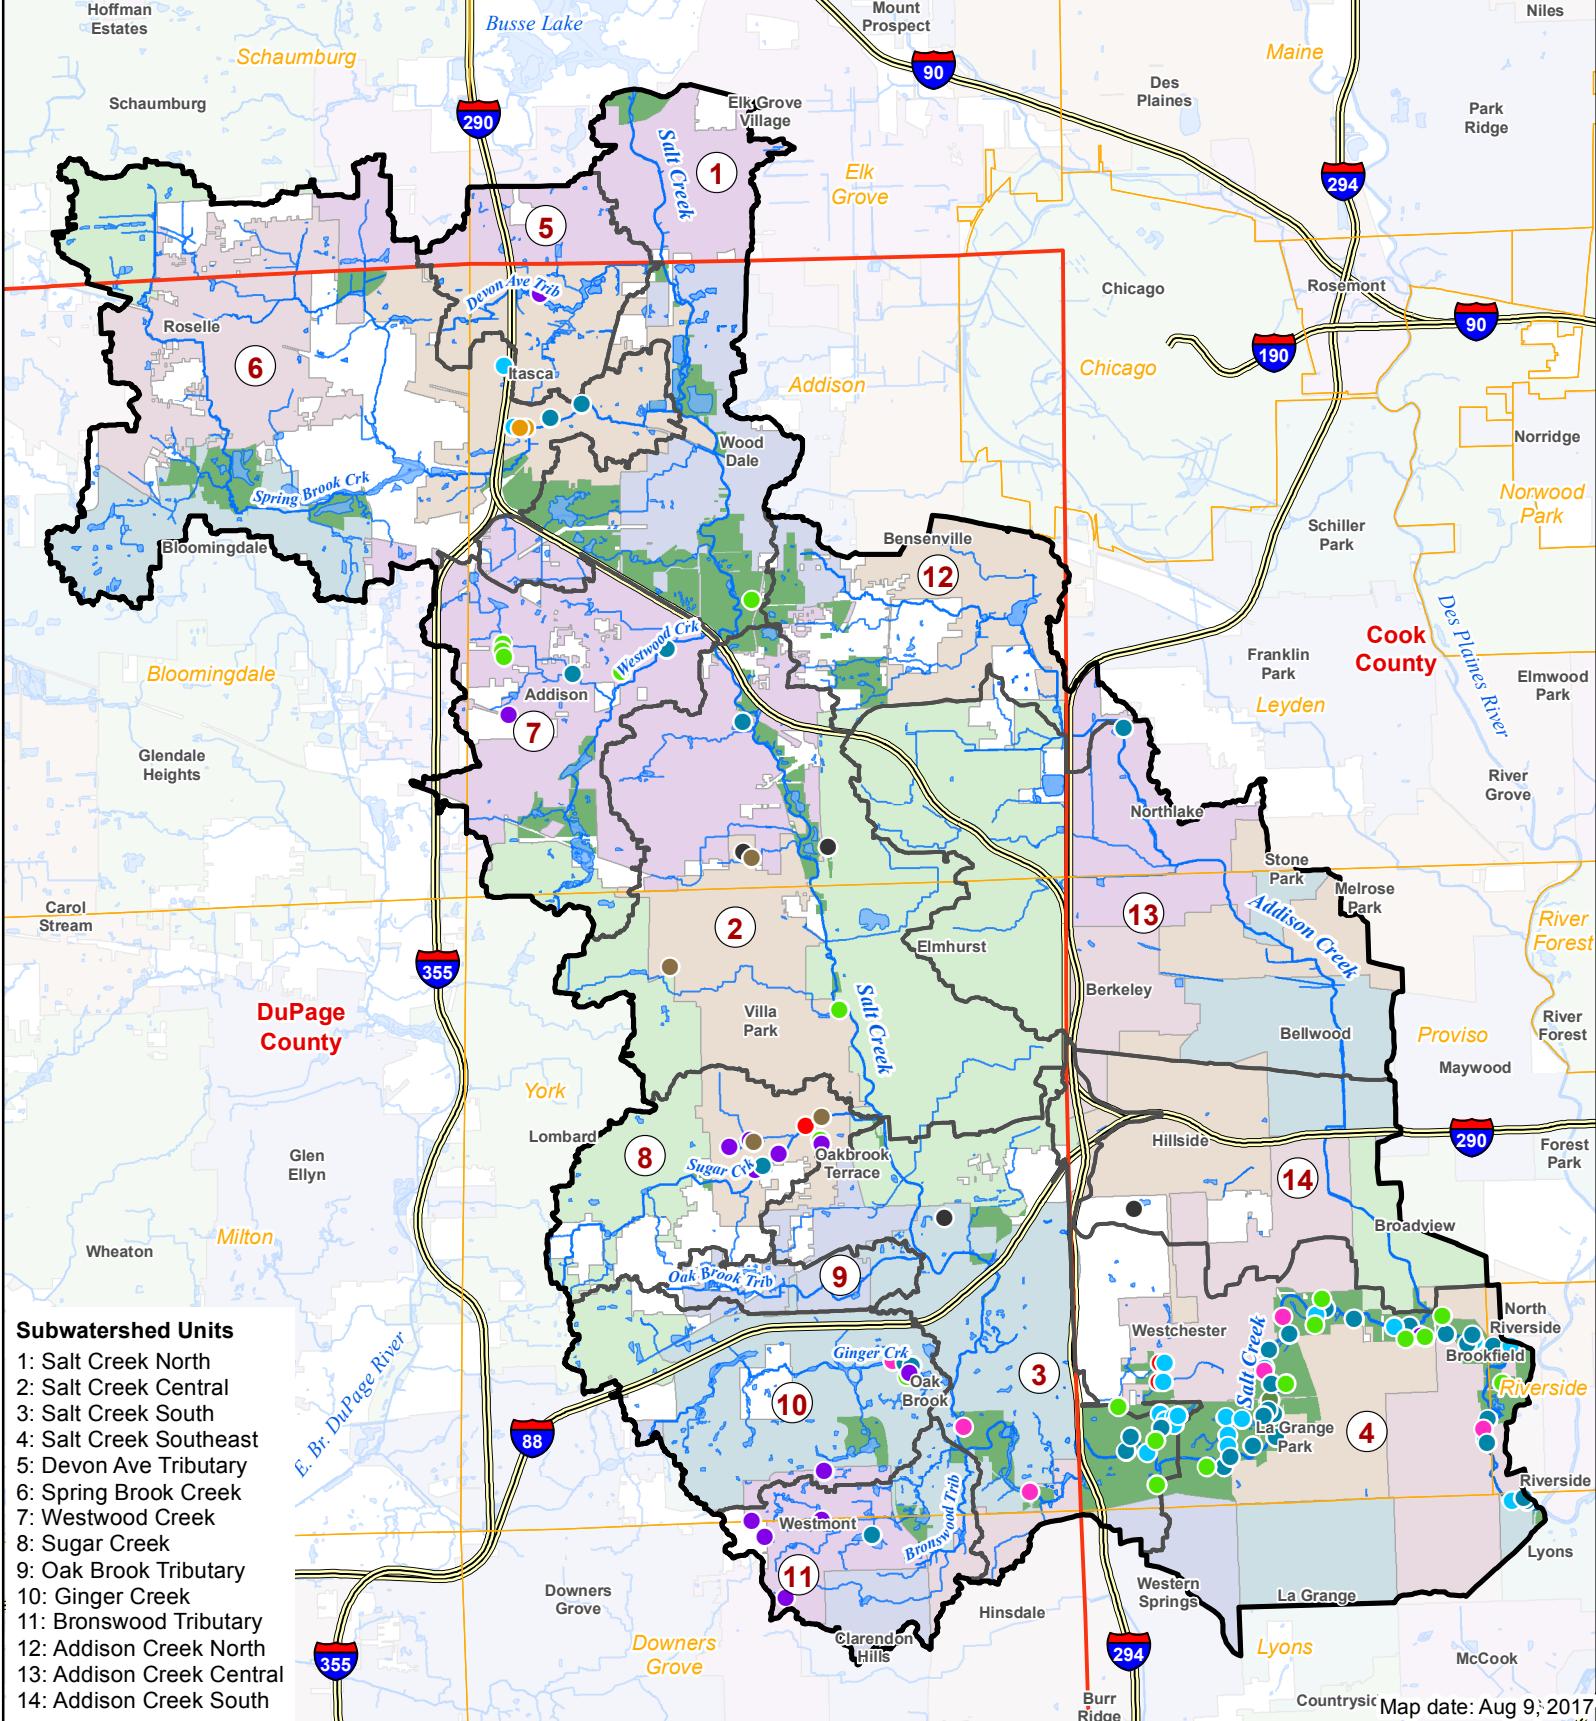 Hoffman
Estates
Busse Lake
Mount
Prospect
Niles
Schaumburg
Maine
90
Des
Plaines
Schaumburg
290
Elk Grove
Village
Park
Ridge
Salt Creek
1
Elk
Grove
294
5
Devon Ave Trib
Chicago
Rosemont
Roselle
90
190
6
Itasca
Addison
Chicago
Wood
Dale
Norridge
Spring Brook Crk
Norwood
Park
Schiller
Park
Bloomingdale
Bensenville
12
Des Plaines River
Cook
County
Westwood Crk
Franklin
Park
Bloomingdale
Elmwood
Park
Addison
Leyden
7
Glendale
Heights
River
Grove
Northlake
Stone
Park
Melrose
Park
Carol
Stream
2
13
Addison Creek
River
Forest
Elmhurst
355
Berkeley
DuPage
County
Villa
Park
Salt Creek
Bellwood
Proviso
River
Forest
Maywood
York
Lombard
Hillside
290
Forest
Park
Glen
Ellyn
8
Sugar Crk
Oakbrook
Terrace
14
Milton
Wheaton
Broadview
Oak Brook Trib
9
Subwatershed Units
1: Salt Creek North
2: Salt Creek Central
3: Salt Creek South
4: Salt Creek Southeast
5: Devon Ave Tributary
6: Spring Brook Creek
7: Westwood Creek
8: Sugar Creek
9: Oak Brook Tributary
10: Ginger Creek
11: Bronswood Tributary
12: Addison Creek North
13: Addison Creek Central
14: Addison Creek South
E. Br. DuPage River
Westchester
Salt Creek
North
Riverside
Brookfield
Ginger Crk
Oak
Brook
3
Riverside
10
88
La Grange
Park
4
Riverside
Westmont
Bronswood Trib
Lyons
11
Downers
Grove
Western
Springs
La Grange
Hinsdale
Clarendon
Hills
Downers
Grove
355
294
Lyons
McCook
Burr
Ridge
Countrysid
Map date: Aug 9, 2017